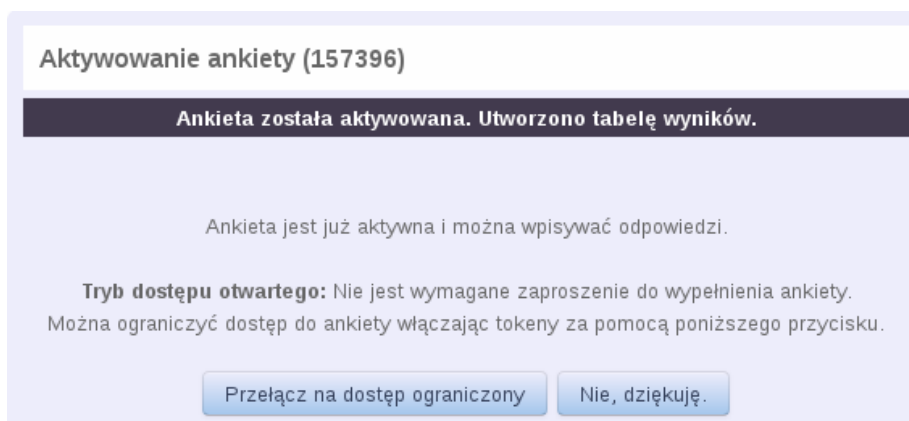 Aktywowanie ankiety (157396)
Ankieta została aktywowana. Utworzono tabelę wyników.
Ankieta jest już aktywna i można wpisywać odpowiedzi.
Tryb dostępu otwartego: Nie jest wymagane zaproszenie do wypełnienia ankiety.
Można ograniczyć dostęp do ankiety włączając tokeny za pomocą poniższego przycisku.
Przełącz na dostęp ograniczony
Nie, dziękuję.